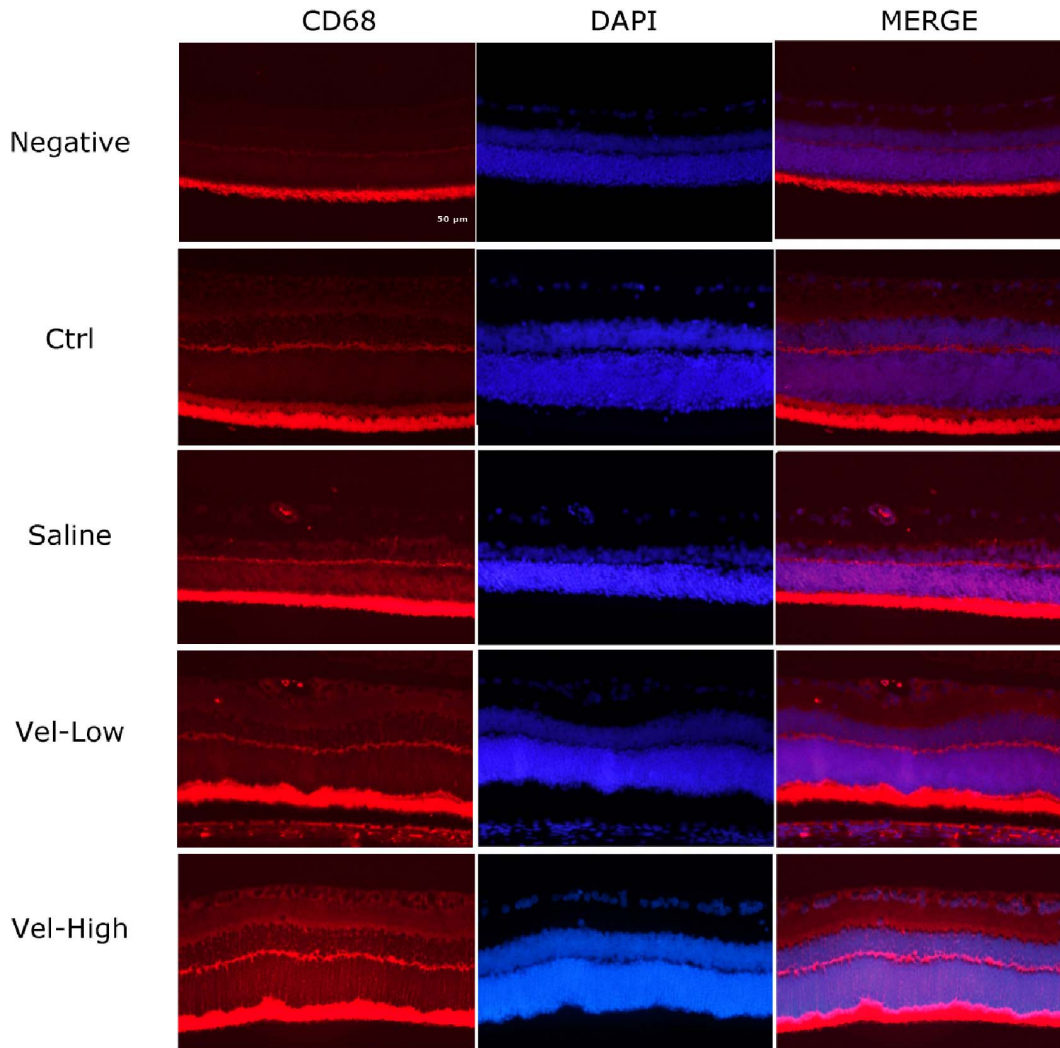 CD68 DAPI MERGE
Negative
50 µm
Ctrl
Saline
Vel-Low
Vel-High